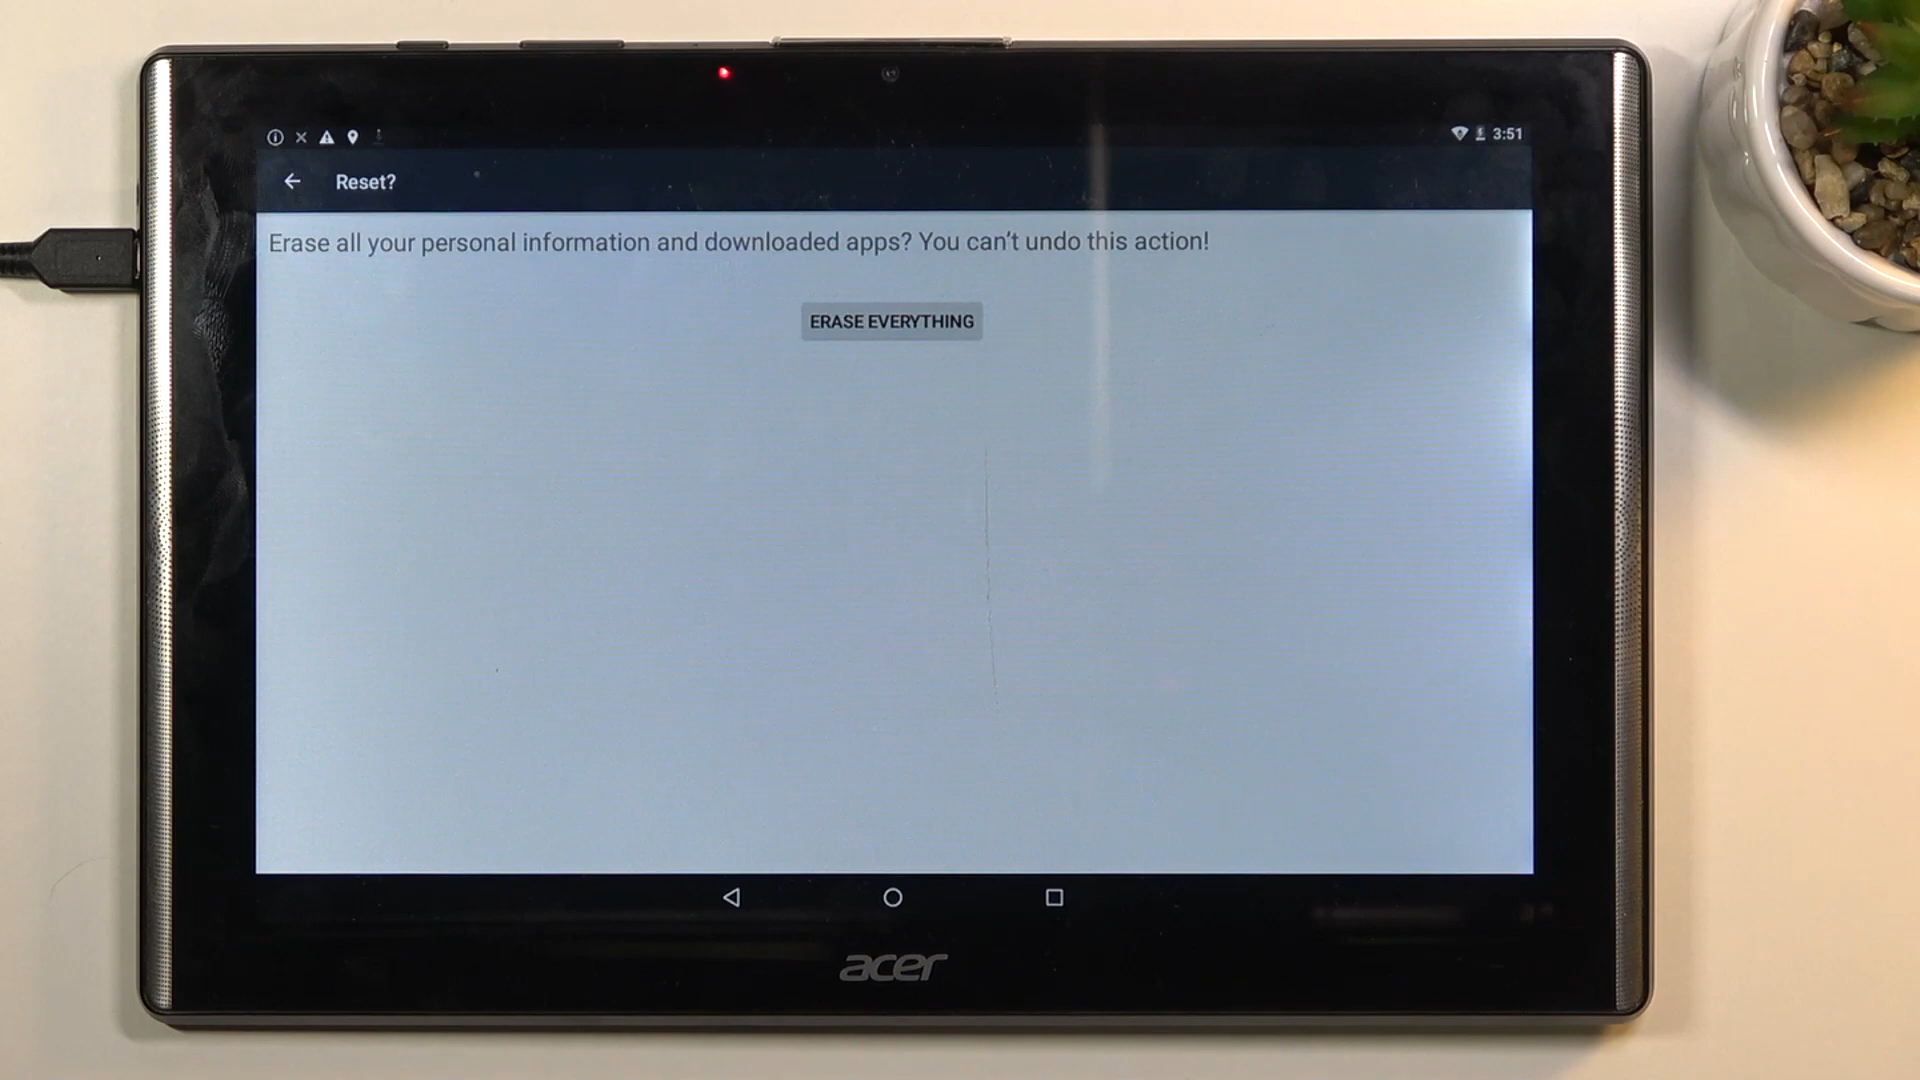 3:51
Reset?
Erase all your personal information and downloaded apps? You can’t undo this action!
ERASE EVERYTHING
acer